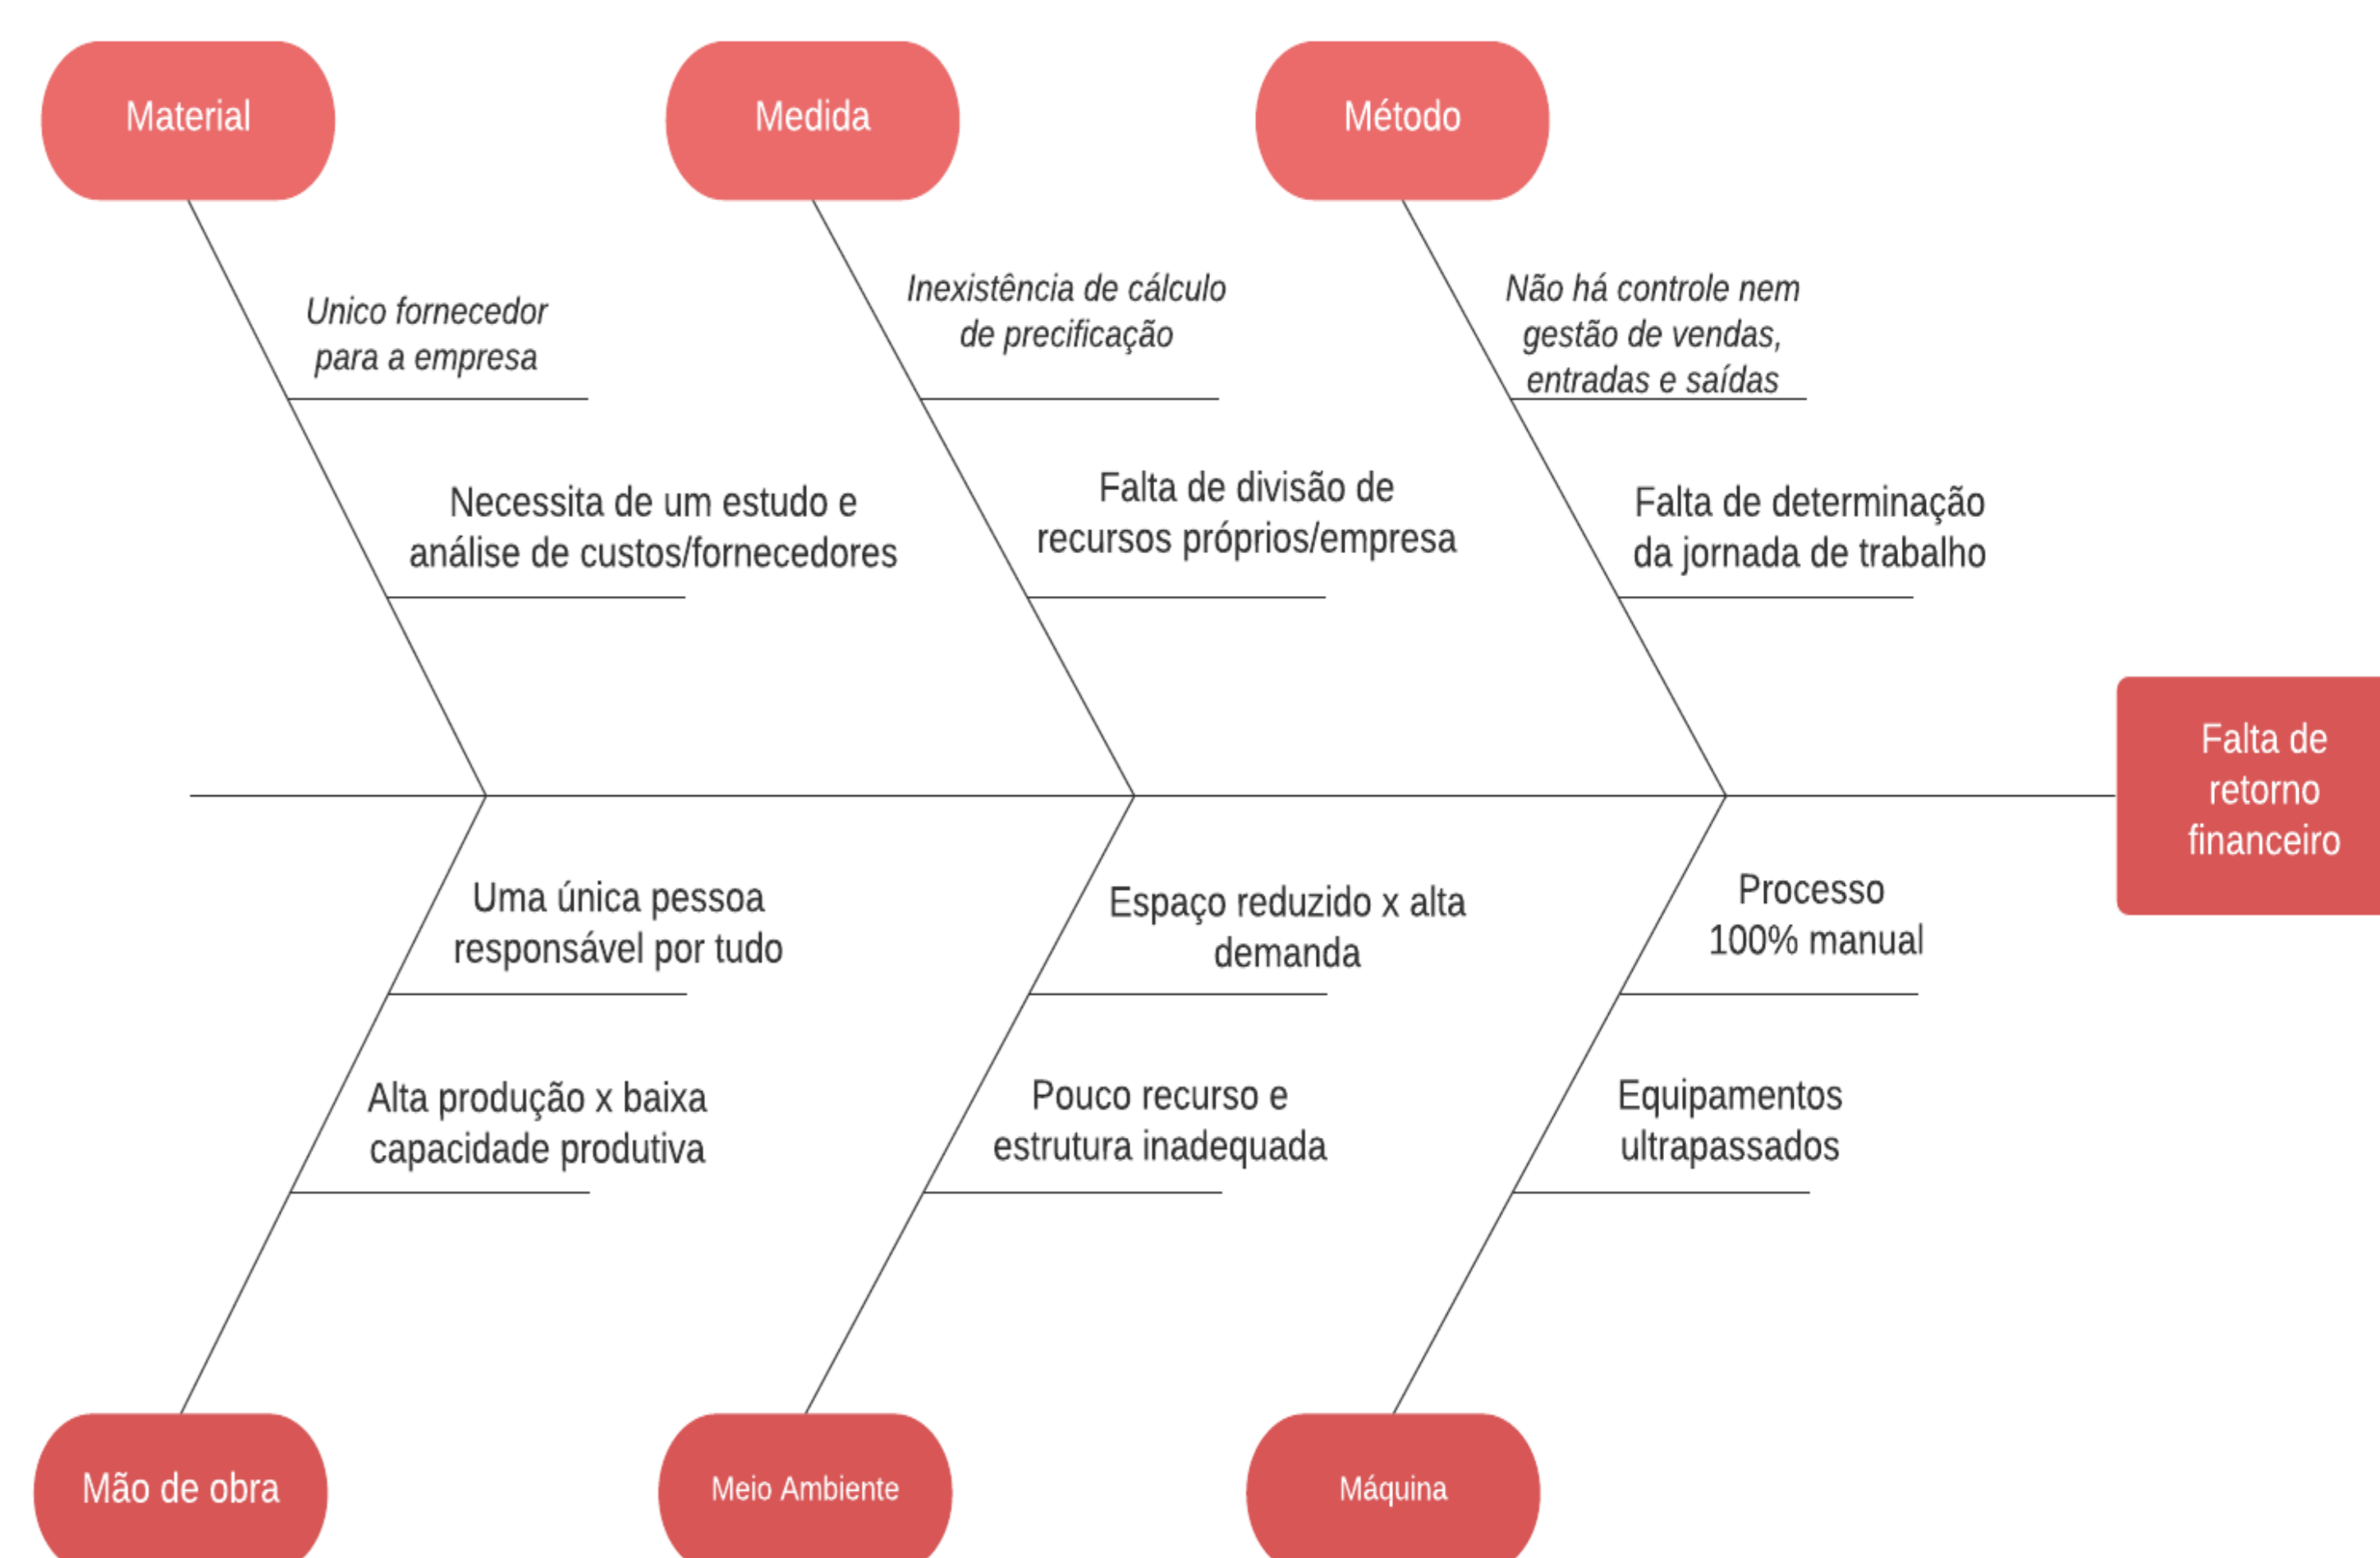 Material
Medida
Método
Unico fornecedor
para a empresa
Inexistência de cálculo
de precificação
Não há controle nem
gestão de vendas,
entradas e saídas
Necessita de um estudo e
análise de custos/fornecedores
Falta de divisão de
recursos próprios/empresa
Falta de determinação
da jornada de trabalho
Falta de
retorno
financeiro
Uma única pessoa
responsável por tudo
Espaço reduzido x alta
demanda
Processo
100% manual
Alta produção x baixa
capacidade produtiva
Pouco recurso e
estrutura inadequada
Equipamentos
ultrapassados
Mão de obra
Meio Ambiente
Máquina